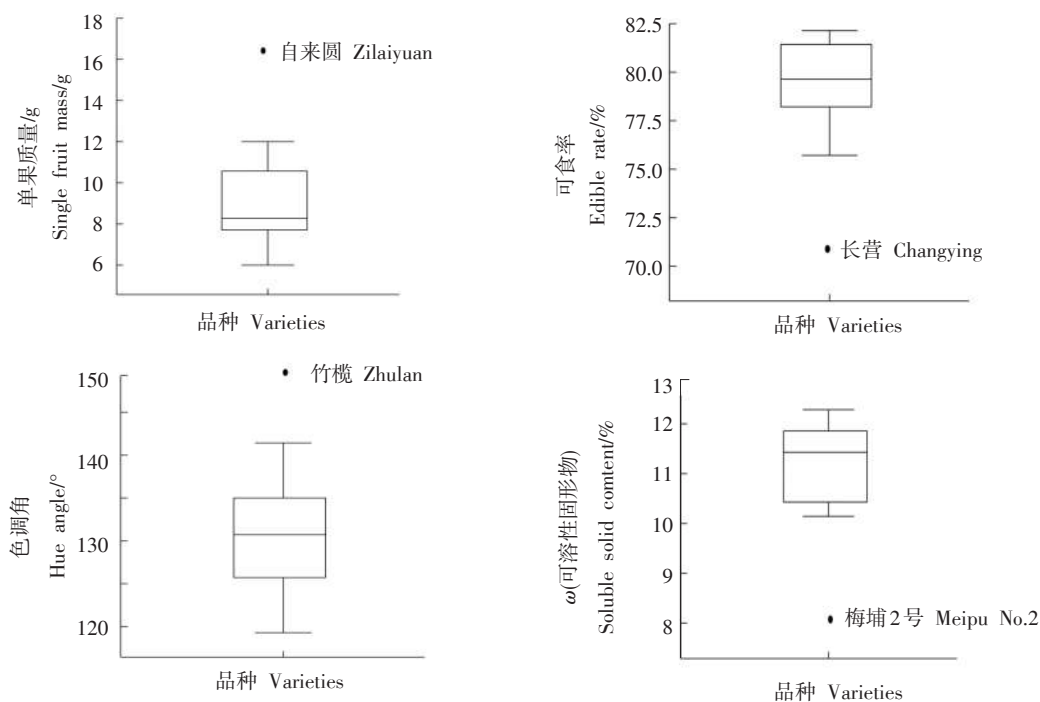 单果质量/g
Single fruit mass/g
18
16
14
12
10
8
6
自来圆 Zilaiyuan
品种 Varieties
可食率
Edible rate/%
82.5
80.0
77.5
75.0
72.5
70.0
长营 Changying
品种 Varieties
色调角
Hue angle/°
150
140
130
120
竹榄 Zhulan
品种 Varieties
ω(可溶性固形物)
Soluble solid comtent/%
13
12
11
10
9
8
梅埔2号 Meipu No.2
品种 Varieties